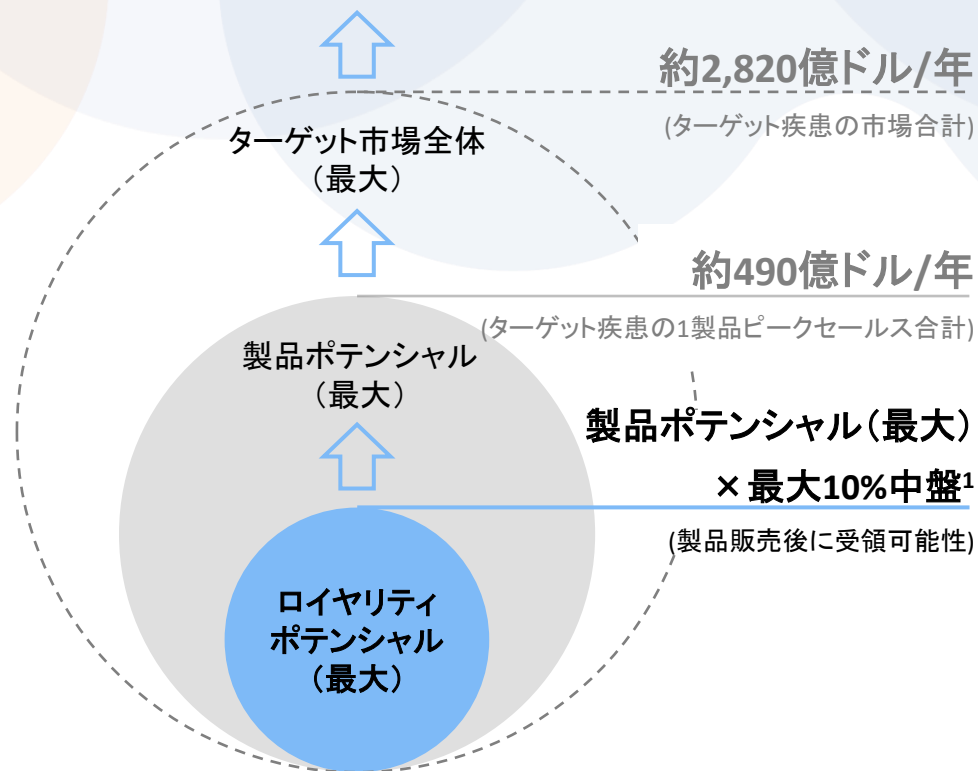 約2,820億ドル/年
(ターゲット疾患の市場合計)
ターゲット市場全体
（最大）
約490億ドル/年
(ターゲット疾患の1製品ピークセールス合計)
製品ポテンシャル
（最大）
製品ポテンシャル（最大）
×最大10%中盤1
(製品販売後に受領可能性)
ロイヤリティ
ポテンシャル
（最大）